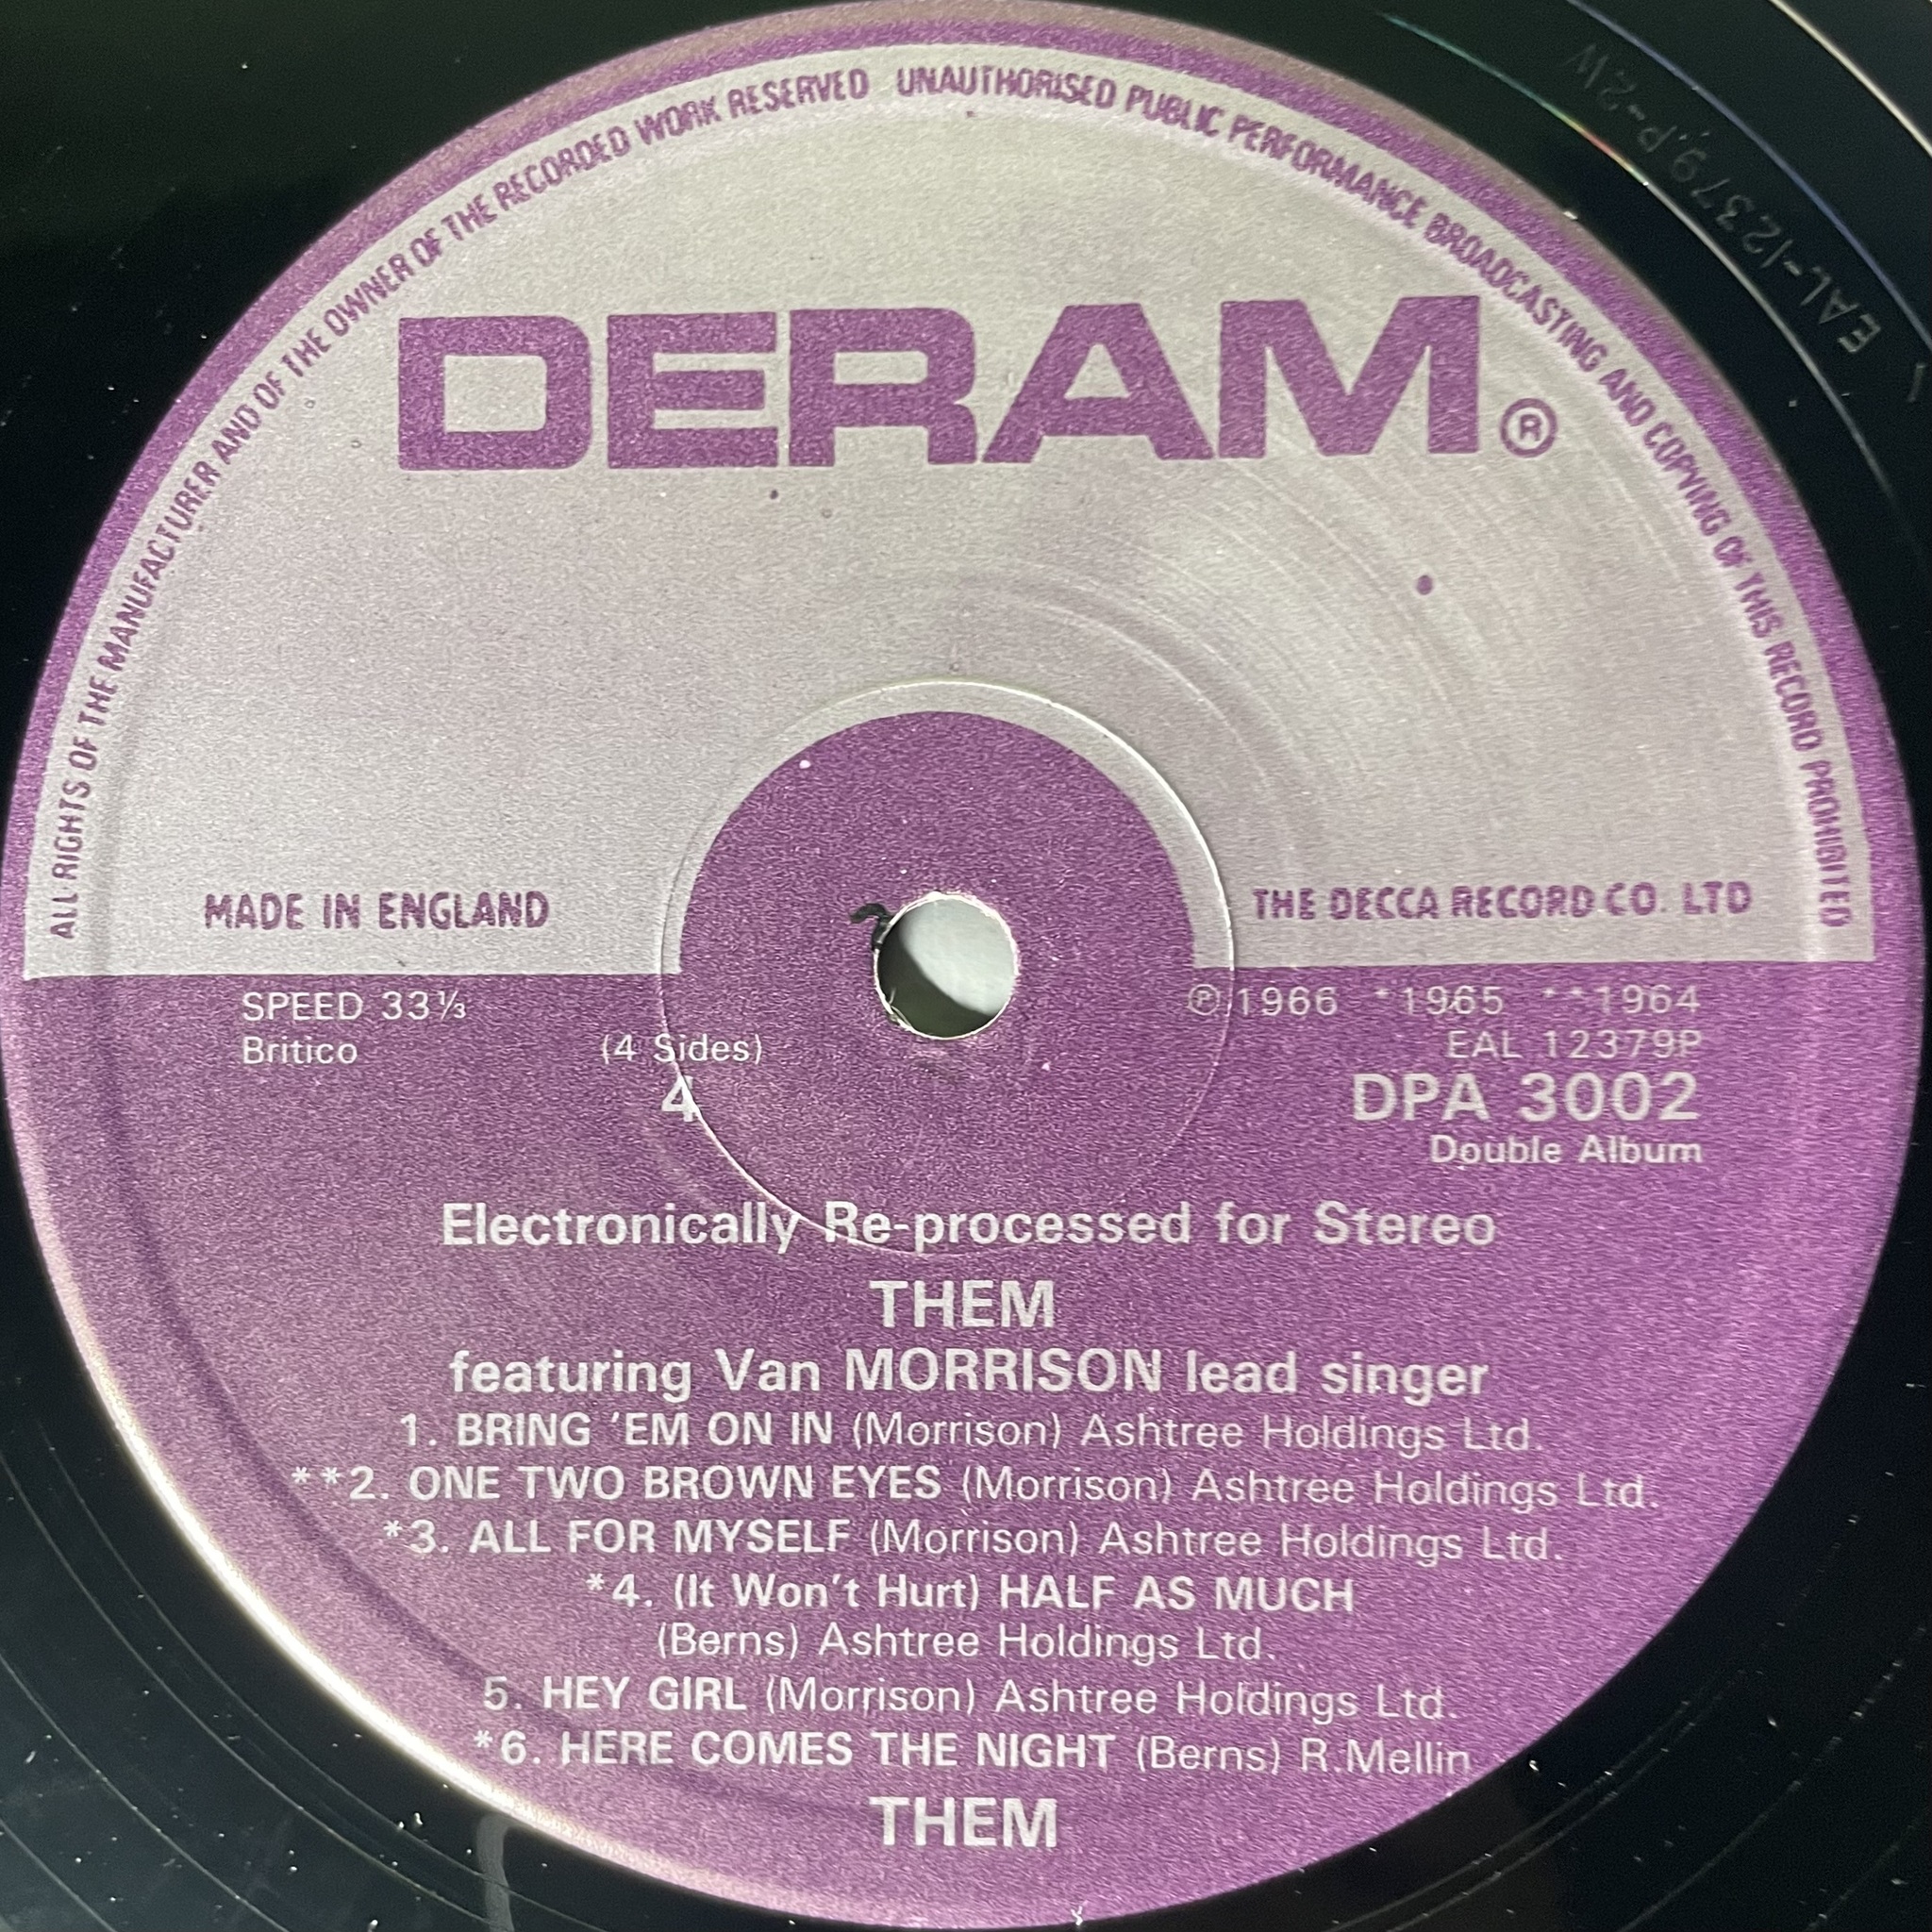 ALL RIGHTS OF THE MANUFACTURER AND OF THE OWNER OF THE RECORDED WORK RESERVED UNAUTHORISED PUBLIC PERFORMANCE BROADCASTING AND COPYING OF THIS RECORD PROHIBITED
EAL-12379.P-2W
DERAM®
MADE IN ENGLAND
THE DECCA RECORD CO. LTD
SPEED 33⅓
℗ 1966 *1965 **1964
Britico
(4 Sides)
EAL 12379P
4
DPA 3002
Double Album
Electronically Re-processed for Stereo
THEM
featuring Van MORRISON lead singer
1. BRING 'EM ON IN (Morrison) Ashtree Holdings Ltd.
**2. ONE TWO BROWN EYES (Morrison) Ashtree Holdings Ltd.
*3. ALL FOR MYSELF (Morrison) Ashtree Holdings Ltd.
*4. (It Won't Hurt) HALF AS MUCH
(Berns) Ashtree Holdings Ltd.
5. HEY GIRL (Morrison) Ashtree Holdings Ltd.
*6. HERE COMES THE NIGHT (Berns) R.Mellin
THEM